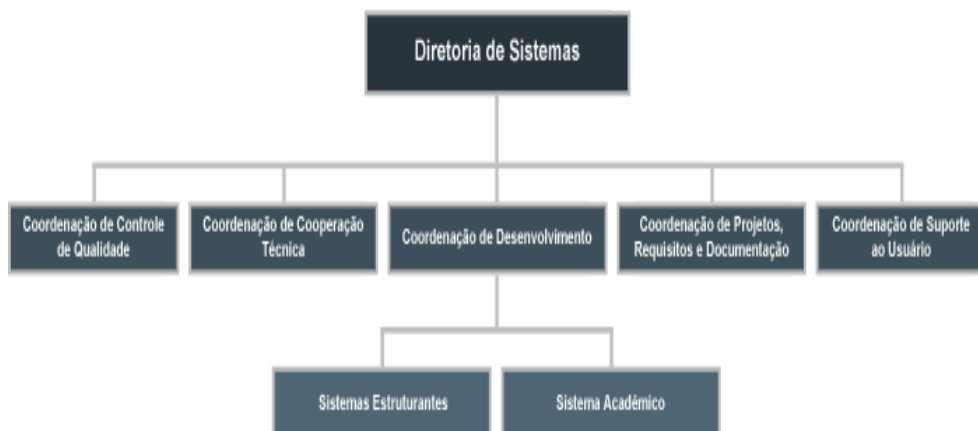 Diretoria de Sistemas
Coordenação de Controle
de Qualidade
Coordenação de Cooperação
Técnica
Coordenação de Desenvolvimento
Coordenação de Projetos,
Requisitos e Documentação
Coordenação de Suporte
ao Usuário
Sistemas Estruturantes
Sistema Acadêmico